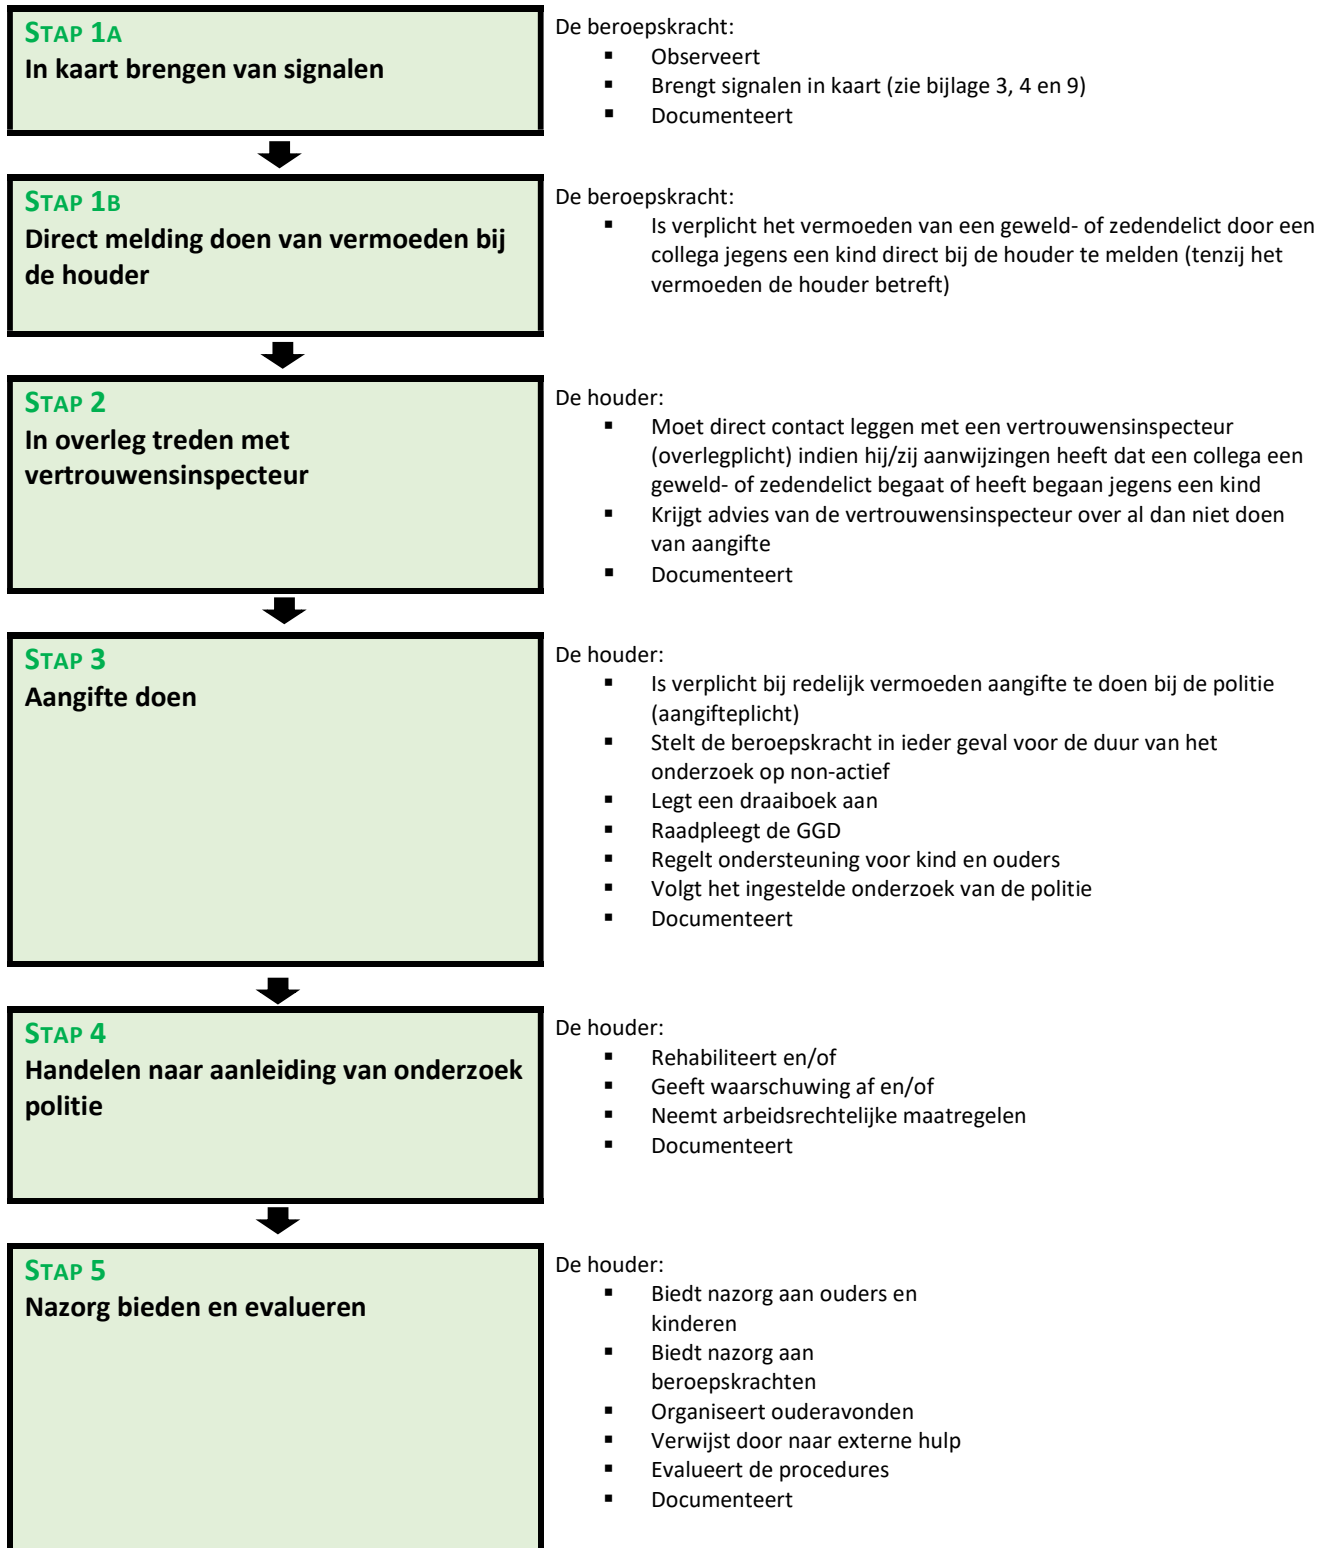 STAP 1A
In kaart brengen van signalen
De beroepskracht:
▪ Observeert
▪ Brengt signalen in kaart (zie bijlage 3, 4 en 9)
▪ Documenteert
STAP 1B
Direct melding doen van vermoeden bij
de houder
De beroepskracht:
▪ Is verplicht het vermoeden van een geweld- of zedendelict door een
collega jegens een kind direct bij de houder te melden (tenzij het
vermoeden de houder betreft)
STAP 2
In overleg treden met
vertrouwensinspecteur
De houder:
▪ Moet direct contact leggen met een vertrouwensinspecteur
(overlegplicht) indien hij/zij aanwijzingen heeft dat een collega een
geweld- of zedendelict begaat of heeft begaan jegens een kind
▪ Krijgt advies van de vertrouwensinspecteur over al dan niet doen
van aangifte
▪ Documenteert
STAP 3
Aangifte doen
De houder:
▪ Is verplicht bij redelijk vermoeden aangifte te doen bij de politie
(aangifteplicht)
▪ Stelt de beroepskracht in ieder geval voor de duur van het
onderzoek op non-actief
▪ Legt een draaiboek aan
▪ Raadpleegt de GGD
▪ Regelt ondersteuning voor kind en ouders
▪ Volgt het ingestelde onderzoek van de politie
▪ Documenteert
STAP 4
Handelen naar aanleiding van onderzoek
politie
De houder:
▪ Rehabiliteert en/of
▪ Geeft waarschuwing af en/of
▪ Neemt arbeidsrechtelijke maatregelen
▪ Documenteert
STAP 5
Nazorg bieden en evalueren
De houder:
▪ Biedt nazorg aan ouders en
kinderen
▪ Biedt nazorg aan
beroepskrachten
▪ Organiseert ouderavonden
▪ Verwijst door naar externe hulp
▪ Evalueert de procedures
▪ Documenteert